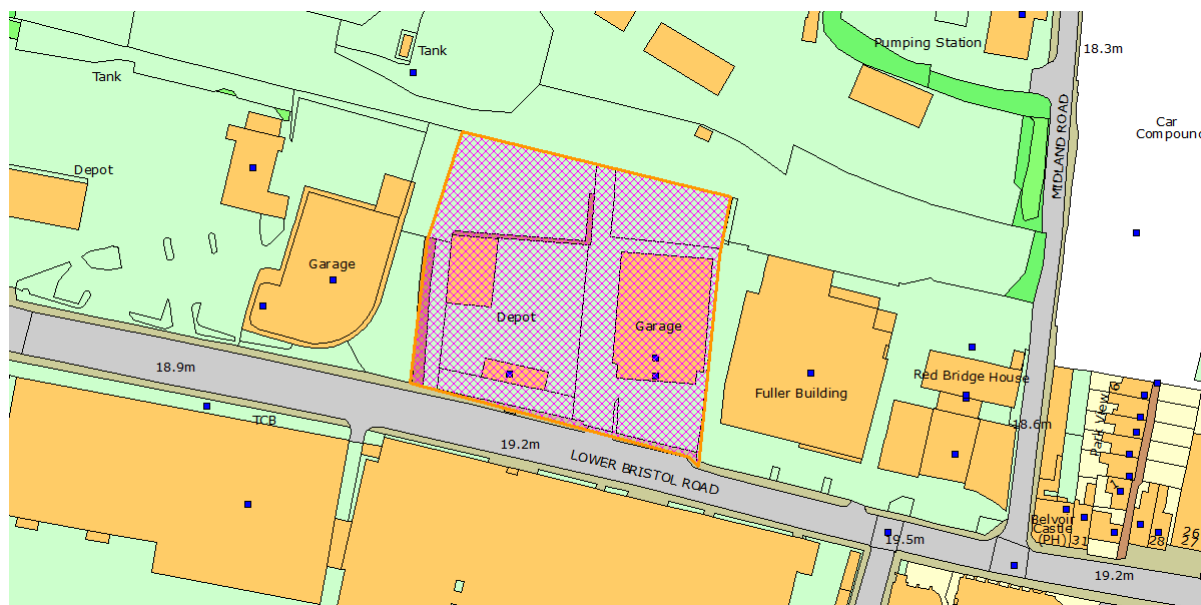 Pumping Station
18.3m
Tank
Tank
MIDLAND ROAD
Car
Compound
Depot
Garage
Depot
Garage
18.9m
Red Bridge House
Fuller Building
Park View
6
1
TCB
18.6m
19.2m
LOWER BRISTOL ROAD
Belvoir
Castle
(PH)
31
28
26
27
19.5m
19.2m